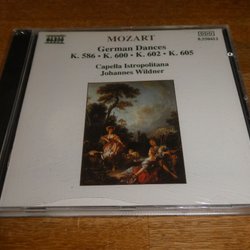 MOZART
German Dances
K. 586 • K. 600 • K. 602 • K. 605
Capella Istropolitana
Johannes Wildner